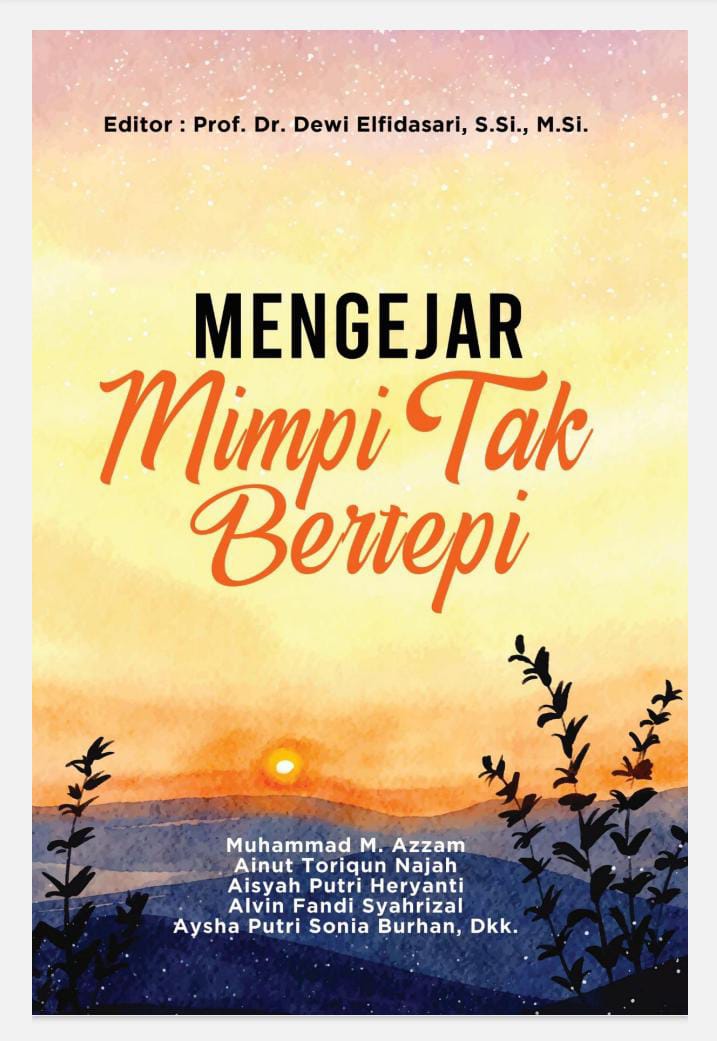 Editor : Prof. Dr. Dewi Elfidasari, S.Si., M.Si.
MENGEJAR
Mimpi Tak
Bertepi
Muhammad M. Azzam
Ainut Toriqun Najah
Aisyah Putri Heryanti
Alvin Fandi Syahrizal
Aysha Putri Sonia Burhan, Dkk.